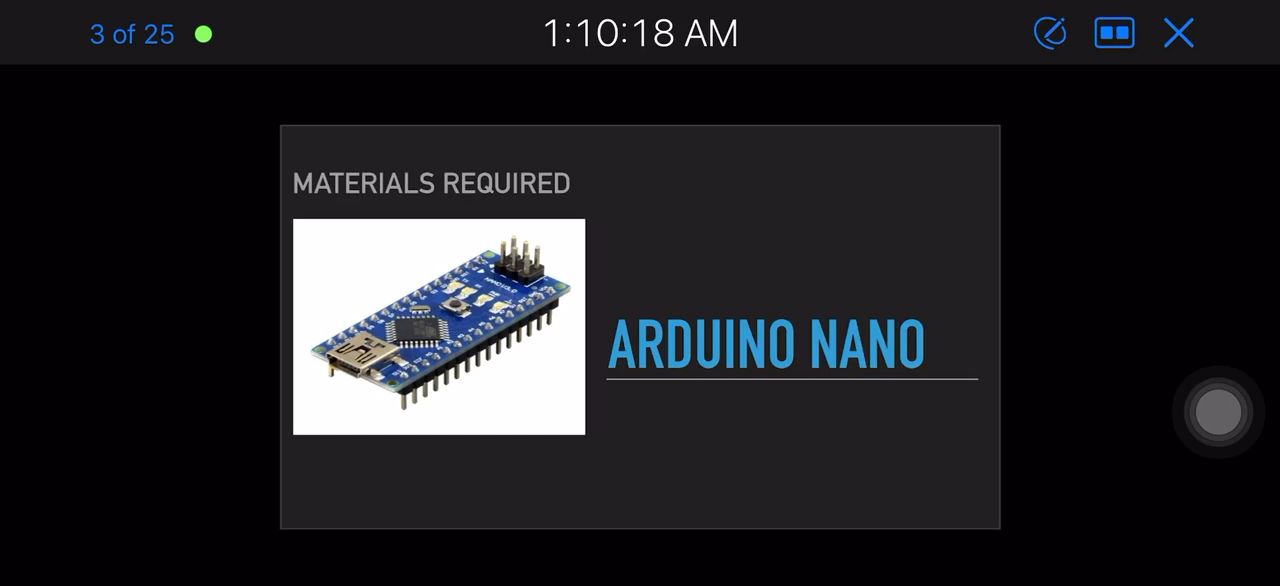 3 of 25
1:10:18 AM
MATERIALS REQUIRED
ARDUINO NANO